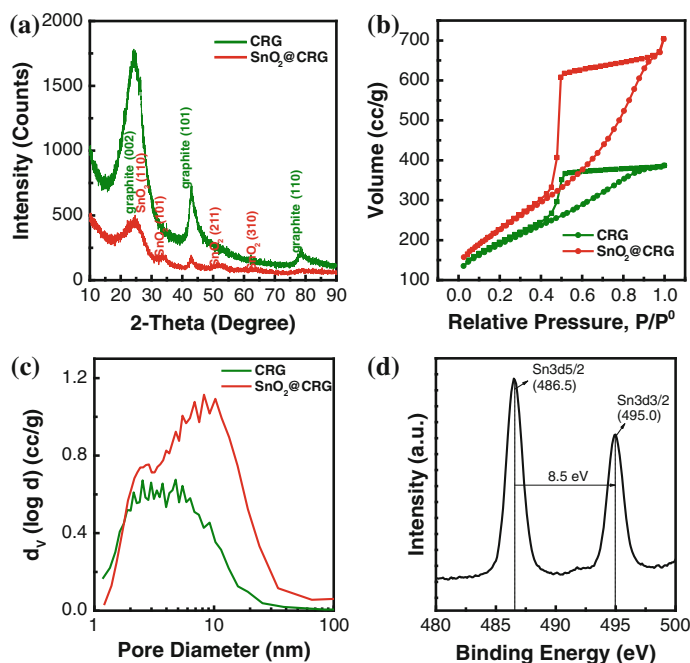 (a)
CRG
SnO2@CRG
2000
1500
1000
500
0
Intensity (Counts)
graphite (002)
SnO2 (110)
SnO2 (101)
graphite (101)
SnO2 (211)
SnO2 (310)
graphite (110)
10 20 30 40 50 60 70 80 90
2-Theta (Degree)
(b)
700
600
500
400
300
200
100
Volume (cc/g)
CRG
SnO2@CRG
0.0 0.2 0.4 0.6 0.8 1.0
Relative Pressure, P/P0
(c)
CRG
SnO2@CRG
1.2
0.9
0.6
0.3
0.0
dV (log d) (cc/g)
1 10 100
Pore Diameter (nm)
(d)
Sn3d5/2
(486.5)
Sn3d3/2
(495.0)
8.5 eV
Intensity (a.u.)
480 485 490 495 500
Binding Energy (eV)